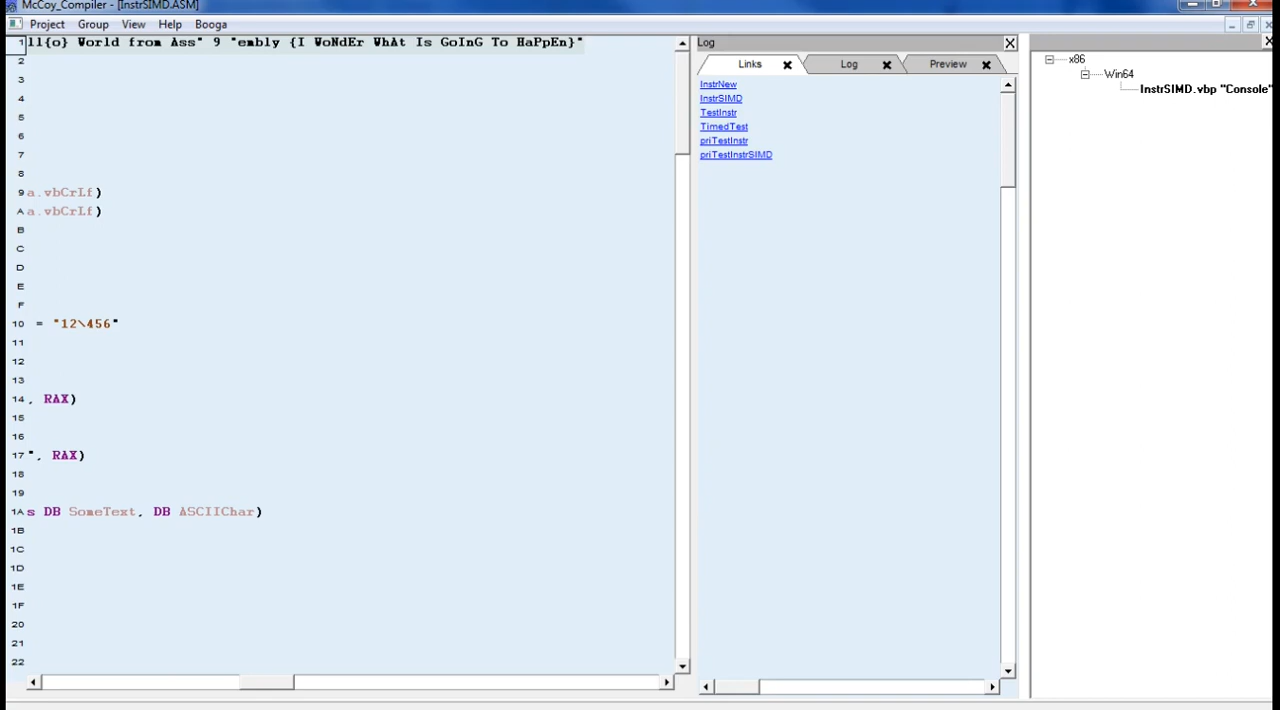 McCoy_Compiler - [InstrSIMD.ASM]
Project Group View Help Booga
1 ll{o} World from Ass" 9 "embly {I WoNdEr WhAt Is GoInG To HaPpEn}"
2
3
4
5
6
7
8
9 a.vbCrLf)
A a.vbCrLf)
B
C
D
E
F
10 = "12\456"
11
12
13
14 , RAX)
15
16
17 ", RAX)
18
19
1A s DB SomeText, DB ASCIIChar)
1B
1C
1D
1E
1F
20
21
22
Log
Links Log Preview
InstrNew
InstrSIMD
TestInstr
TimedTest
priTestInstr
priTestInstrSIMD
x86
Win64
InstrSIMD.vbp "Console"